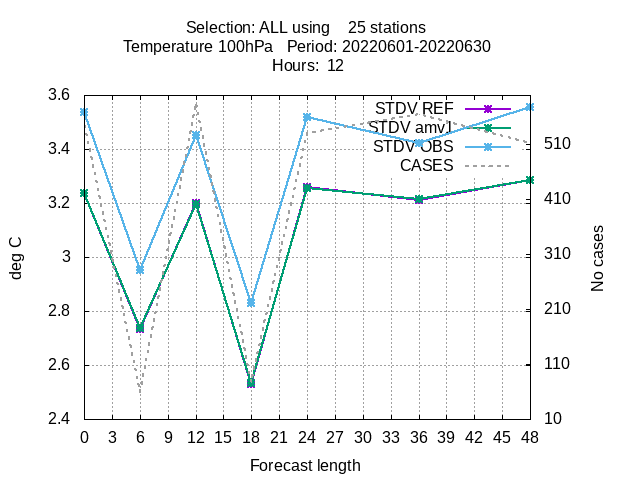 Selection: ALL using    25 stations
Temperature 100hPa   Period: 20220601-20220630
Hours:  12
3.6
3.4
3.2
3
2.8
2.6
2.4
deg C
STDV REF
STDV amv1
STDV OBS
CASES
510
410
310
210
110
10
No cases
0 3 6 9 12 15 18 21 24 27 30 33 36 39 42 45 48
Forecast length